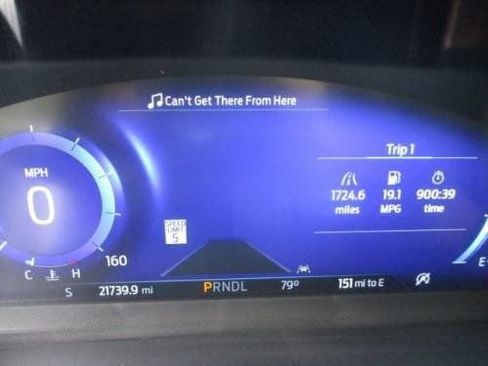 Can't Get There From Here
Trip 1
1724.6 19.1 900:39
miles MPG time
MPH
0
160
C H
SPEED
LIMIT
5
E
S 21739.9 mi PRNDL 79° 151 mi to E